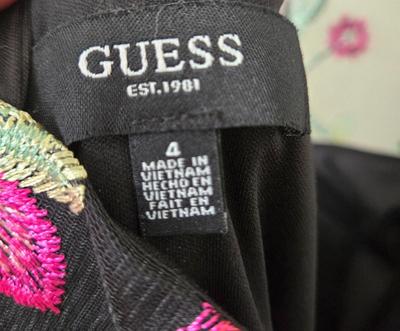 GUESS
EST.1981
4
MADE IN
VIETNAM
HECHO EN
VIETNAM
FAIT EN
VIETNAM